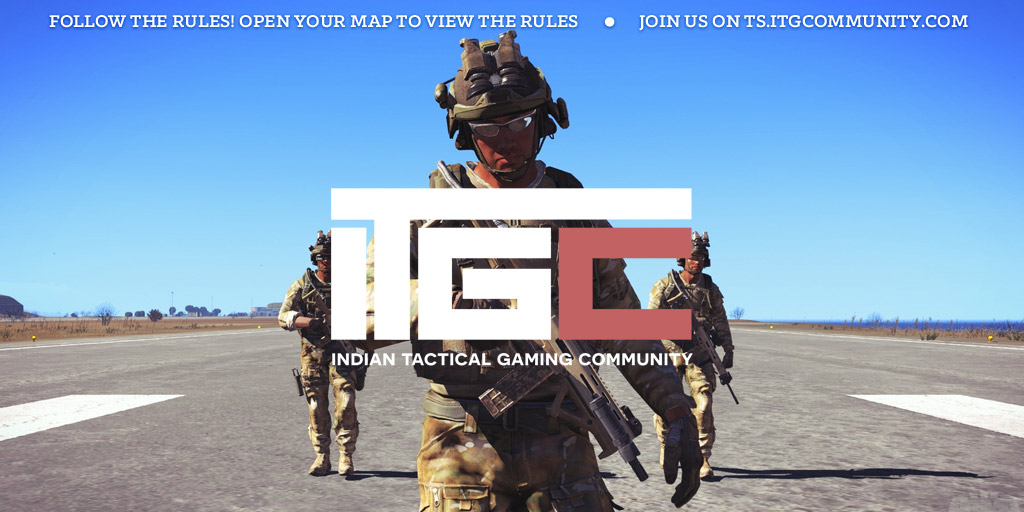 FOLLOW THE RULES! OPEN YOUR MAP TO VIEW THE RULES ● JOIN US ON TS.ITGCOMMUNITY.COM
ITGC
INDIAN TACTICAL GAMING COMMUNITY